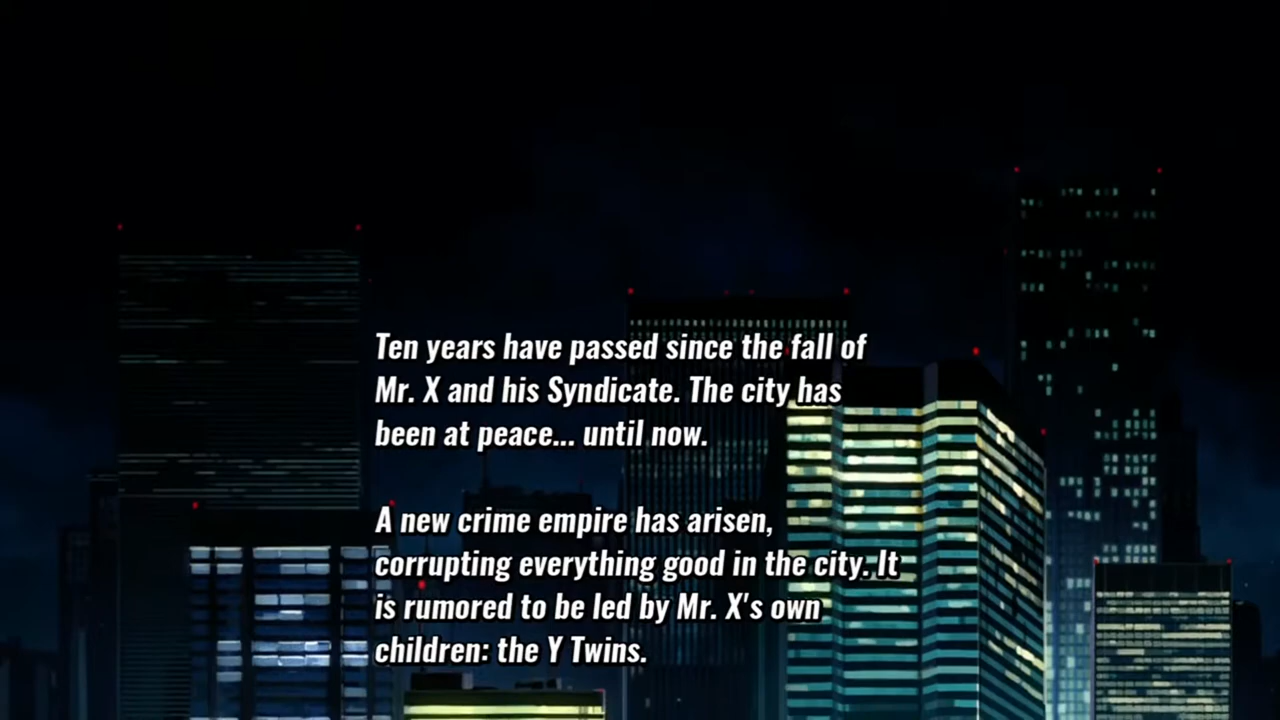 Ten years have passed since the fall of
Mr. X and his Syndicate. The city has
been at peace... until now.
A new crime empire has arisen,
corrupting everything good in the city. It
is rumored to be led by Mr. X's own
children: the Y Twins.